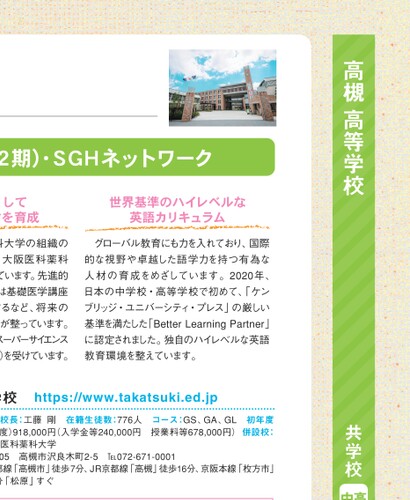 高槻 高等学校
2期)・SGHネットワーク
して
を育成
科大学の組織の
大阪医科薬科
ています。先進的
は基礎医学講座
するなど、将来の
が整っています。
スーパーサイエンス
)を受けています。
世界基準のハイレベルな
英語カリキュラム
グローバル教育にも力を入れており、国際
的な視野や卓越した語学力を持った有為な
人材の育成をめざしています。2020年、
日本の中学校・高等学校で初めて、「ケン
ブリッジ・ユニバーシティ・プレス」の厳しい
基準を満たした「Better Learning Partner」
に認定されました。独自のハイレベルな英語
教育環境を整えています。
学校 https://www.takatsuki.ed.jp
校長:工藤 剛 在籍生徒数:776人 コース:GS、GA、GL 初年度
度)918,000円(入学金等240,000円 授業料等678,000円) 併設校:
医科薬科大学
05 高槻市沢良木町2-5 TEL072-671-0001
都線「高槻市」徒歩7分、JR京都線「高槻」徒歩16分、京阪本線「枚方市」
「松原」すぐ
共学校
中高